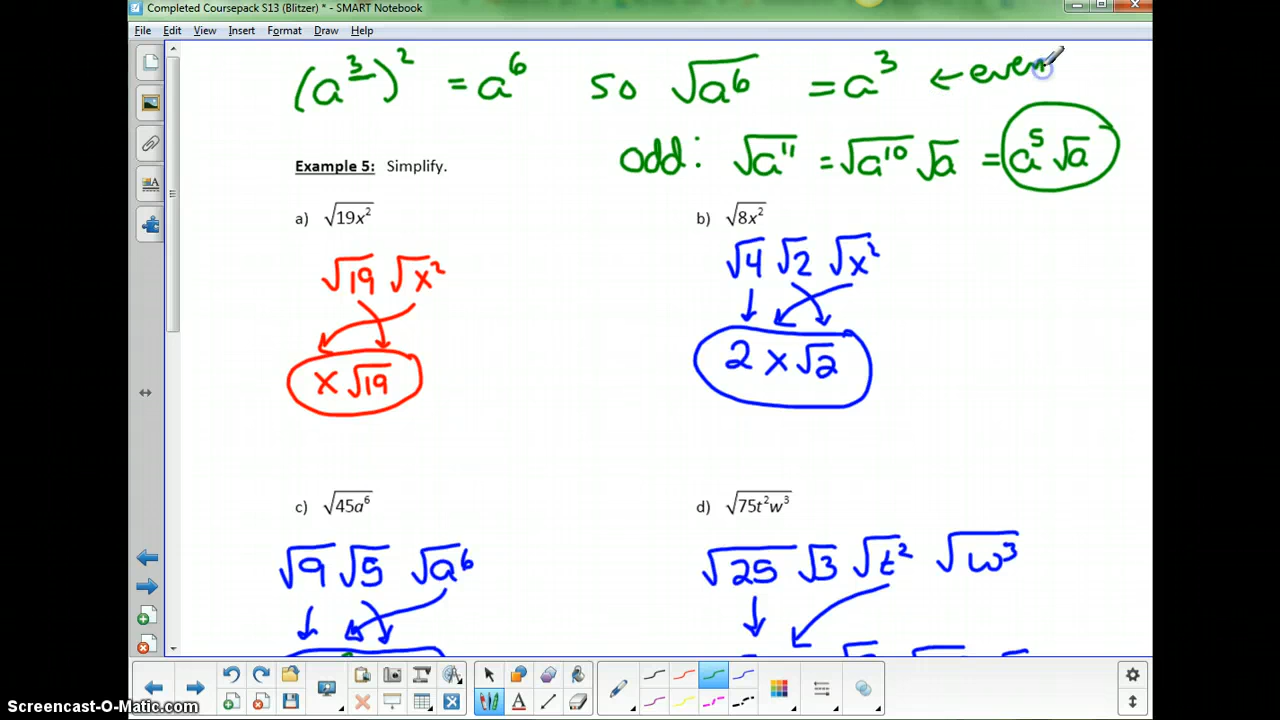 Completed Coursepack S13 (Blitzer) * - SMART Notebook
File Edit View Insert Format Draw Help
(a³)² = a⁶ so √a⁶ = a³ ← even
odd: √a¹¹ = √a¹⁰ √a = a⁵ √a
Example 5: Simplify.
a) √19x² b) √8x²
√19 √x² √4 √2 √x²
x √19 2 x √2
c) √45a⁶ d) √75t²w³
√9 √5 √a⁶ √25 √3 √t² √w³
Screencast-O-Matic.com